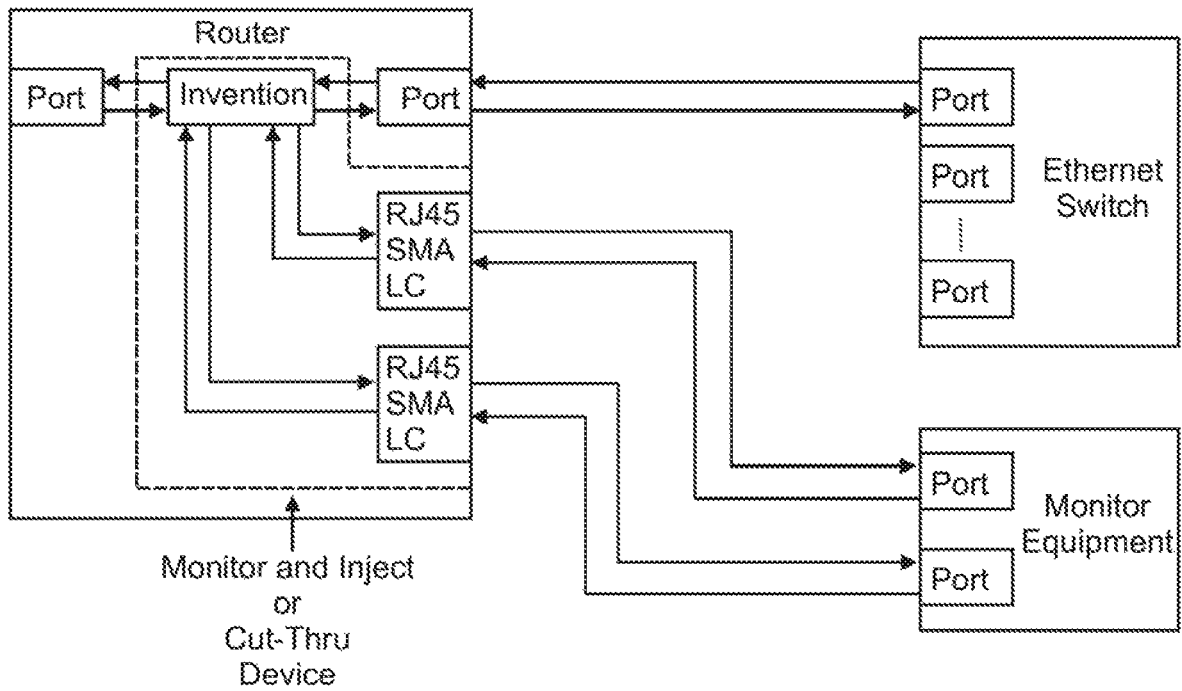 Router
Port
Invention
Port
RJ45
SMA
LC
RJ45
SMA
LC
Monitor and Inject
or
Cut-Thru
Device
Port
Port
Port
Ethernet
Switch
Port
Port
Monitor
Equipment